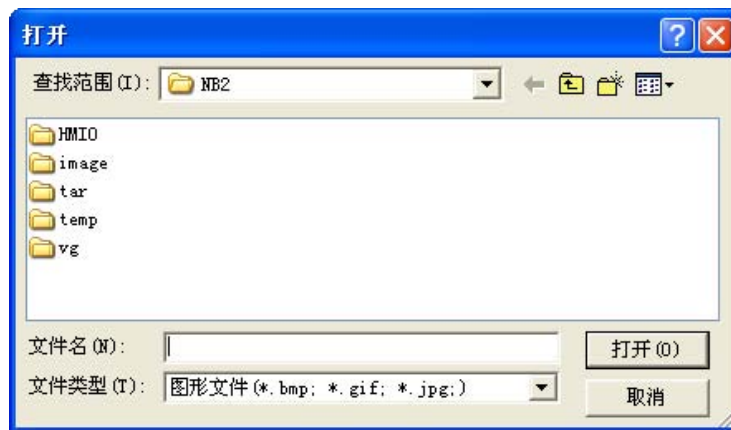 打开
查找范围(I): NB2
HMIO
image
tar
temp
vg
文件名(N): 打开(O)
文件类型(T): 图形文件(*.bmp; *.gif; *.jpg;) 取消